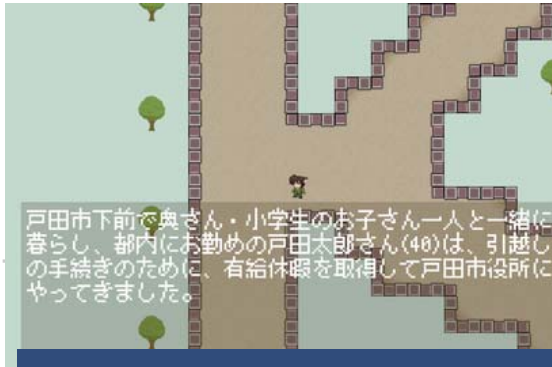 戸田市下前で奥さん・小学生のお子さん一人と一緒に
暮らし、都内にお勤めの戸田太郎さん(40)は、引越し
の手続きのために、有給休暇を取得して戸田市役所に
やってきました。